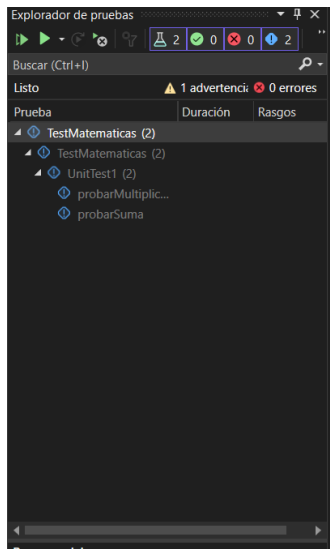 Explorador de pruebas
2 0 0 2
Buscar (Ctrl+I)
Listo 1 advertencia 0 errores
Prueba Duración Rasgos
TestMatematicas (2)
TestMatematicas (2)
UnitTest1 (2)
probarMultiplic...
probarSuma